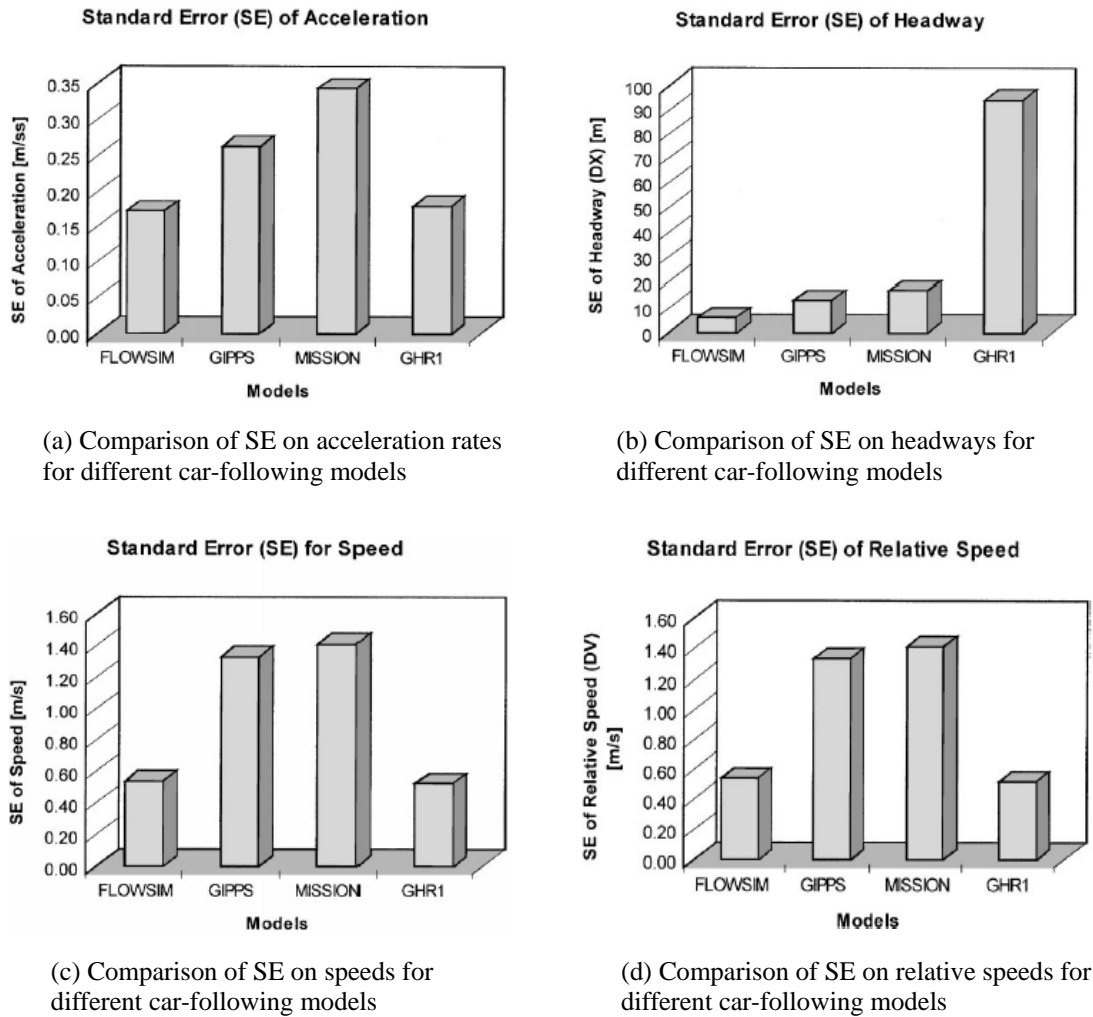 Standard Error (SE) of Acceleration
SE of Acceleration [m/ss]
0.35
0.30
0.25
0.20
0.15
0.10
0.05
0.00
FLOWSIM GIPPS MISSION GHR1
Models
(a) Comparison of SE on acceleration rates
for different car-following models
Standard Error (SE) of Headway
SE of Headway (DX) [m]
100
90
80
70
60
50
40
30
20
10
0
FLOWSIM GIPPS MISSION GHR1
Models
(b) Comparison of SE on headways for
different car-following models
Standard Error (SE) for Speed
SE of Speed [m/s]
1.60
1.40
1.20
1.00
0.80
0.60
0.40
0.20
0.00
FLOWSIM GIPPS MISSION GHR1
Models
(c) Comparison of SE on speeds for
different car-following models
Standard Error (SE) of Relative Speed
SE of Relative Speed (DV)
[m/s]
1.60
1.40
1.20
1.00
0.80
0.60
0.40
0.20
0.00
FLOWSIM GIPPS MISSION GHR1
Models
(d) Comparison of SE on relative speeds for
different car-following models